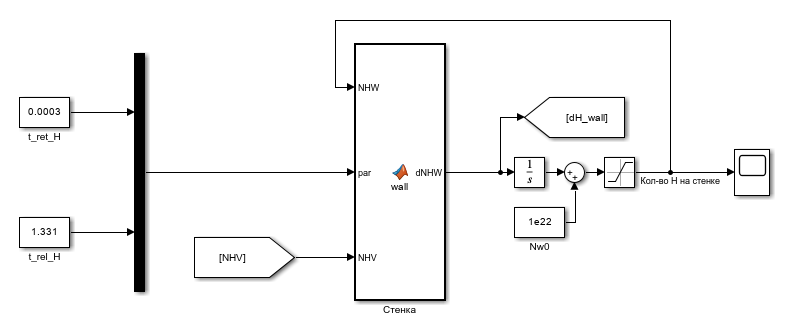 NHW
0.0003
t_ret_H
[dH_wall]
par
wall
dNHW
1
s
+
+
Кол-во H на стенке
1e22
Nw0
1.331
t_rel_H
[NHV]
NHV
Стенка